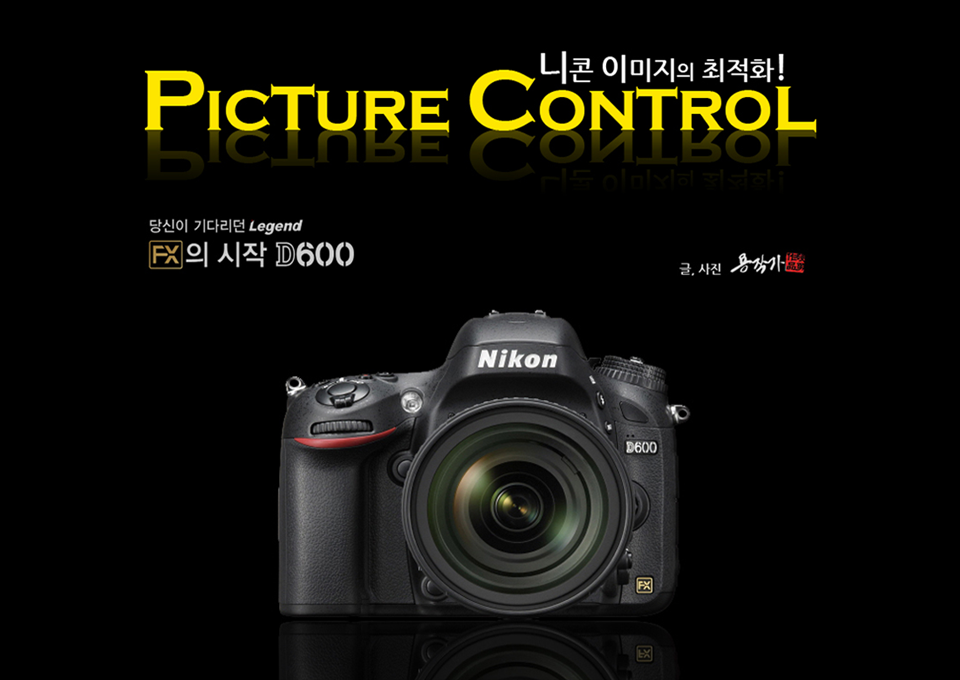 니콘 이미지의 최적화!
PICTURE CONTROL
당신이 기다리던 Legend
FX의 시작 D600
글, 사진 용작가
Nikon
D600
FX